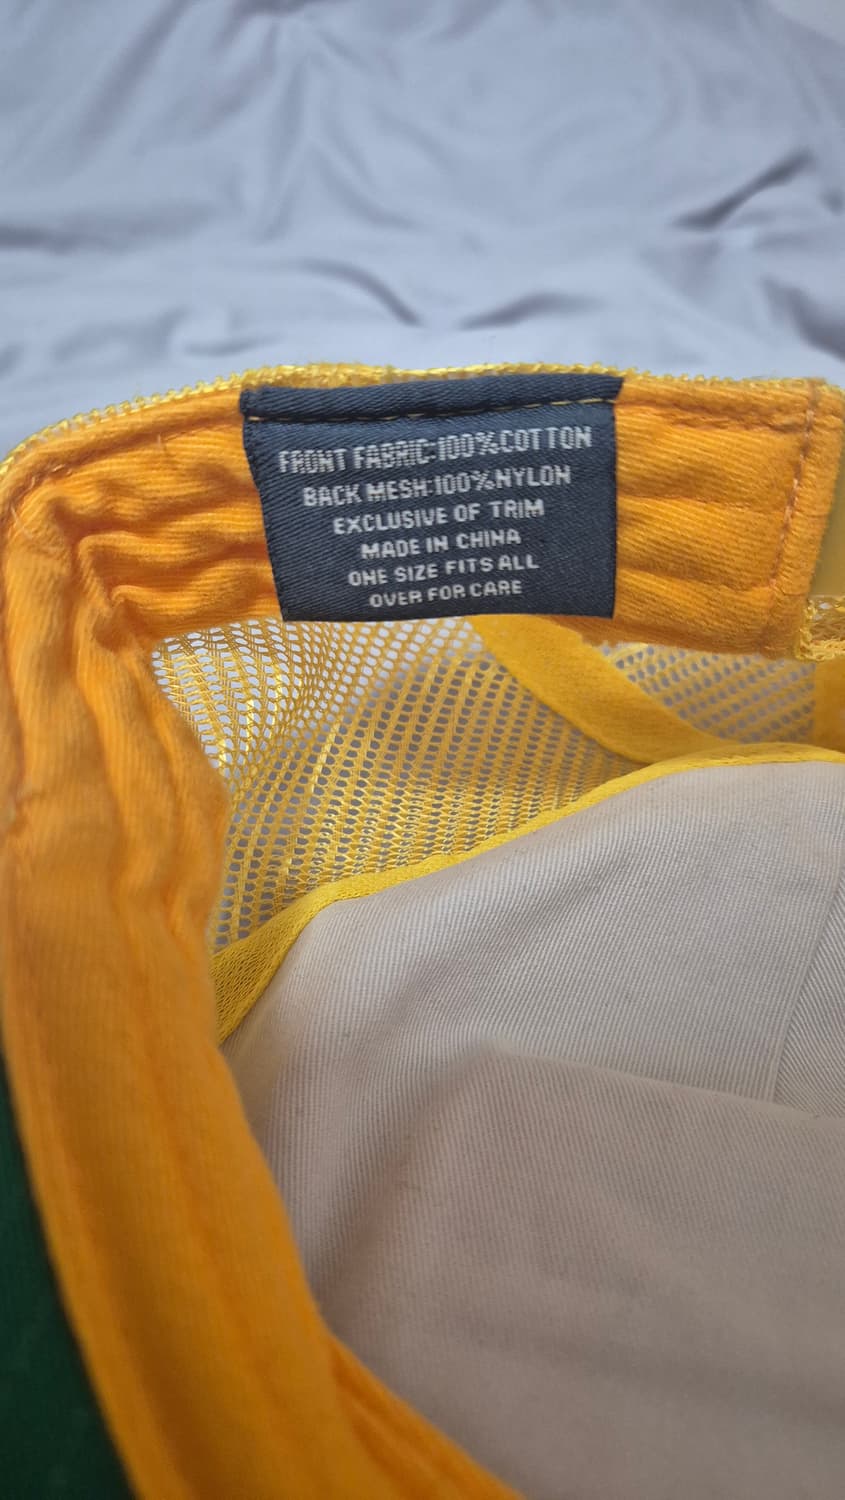 FRONT FABRIC:100%COTTON
BACK MESH:100%NYLON
EXCLUSIVE OF TRIM
MADE IN CHINA
ONE SIZE FITS ALL
OVER FOR CARE